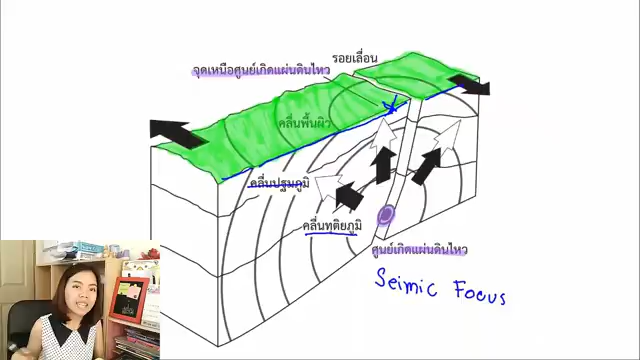 รอยเลื่อน
จุดเหนือศูนย์เกิดแผ่นดินไหว
คลื่นพื้นผิว
คลื่นปฐมภูมิ
คลื่นทุติยภูมิ
ศูนย์เกิดแผ่นดินไหว
Seimic Focus